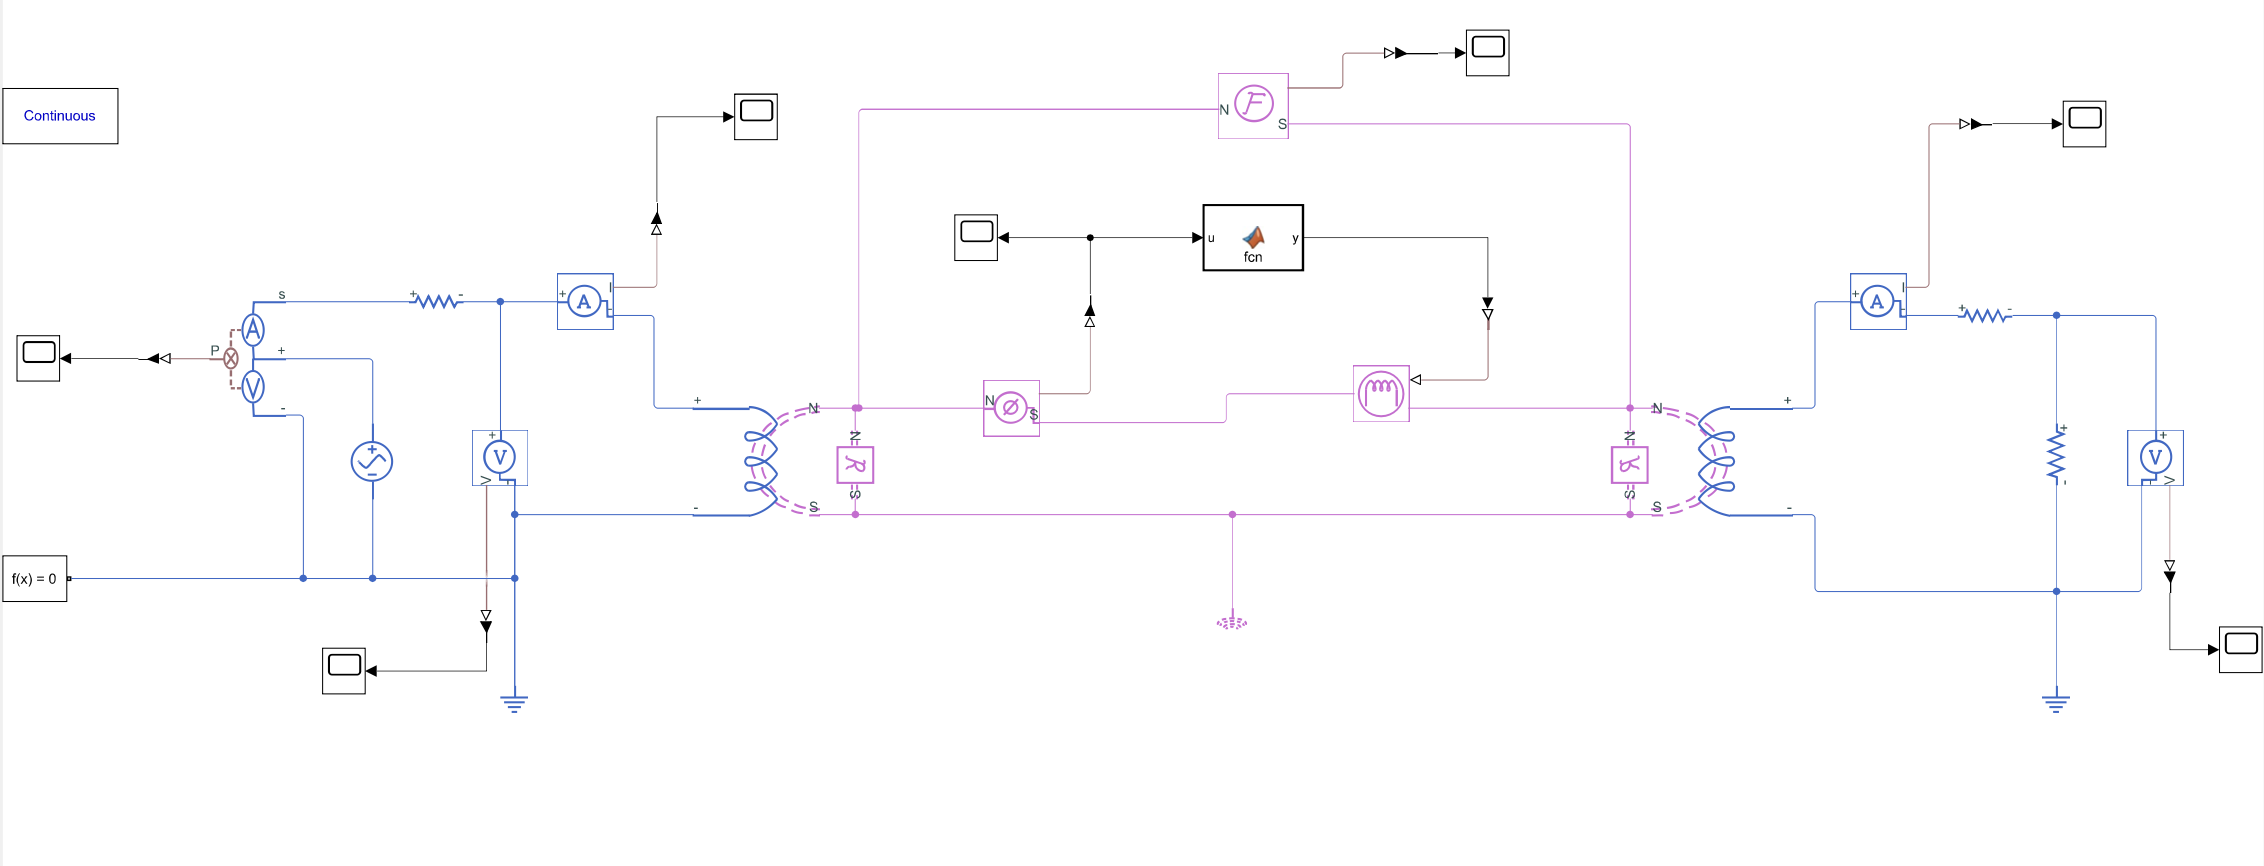 Continuous
N
F
S
u
fcn
y
s
+
-
+
A
I
+
A
I
+
-
P
A
+
V
-
+
N
N
S
N
+
N
N
+
V
V
R
R
+
-
+
V
V
-
S
S
S
S
-
f(x) = 0